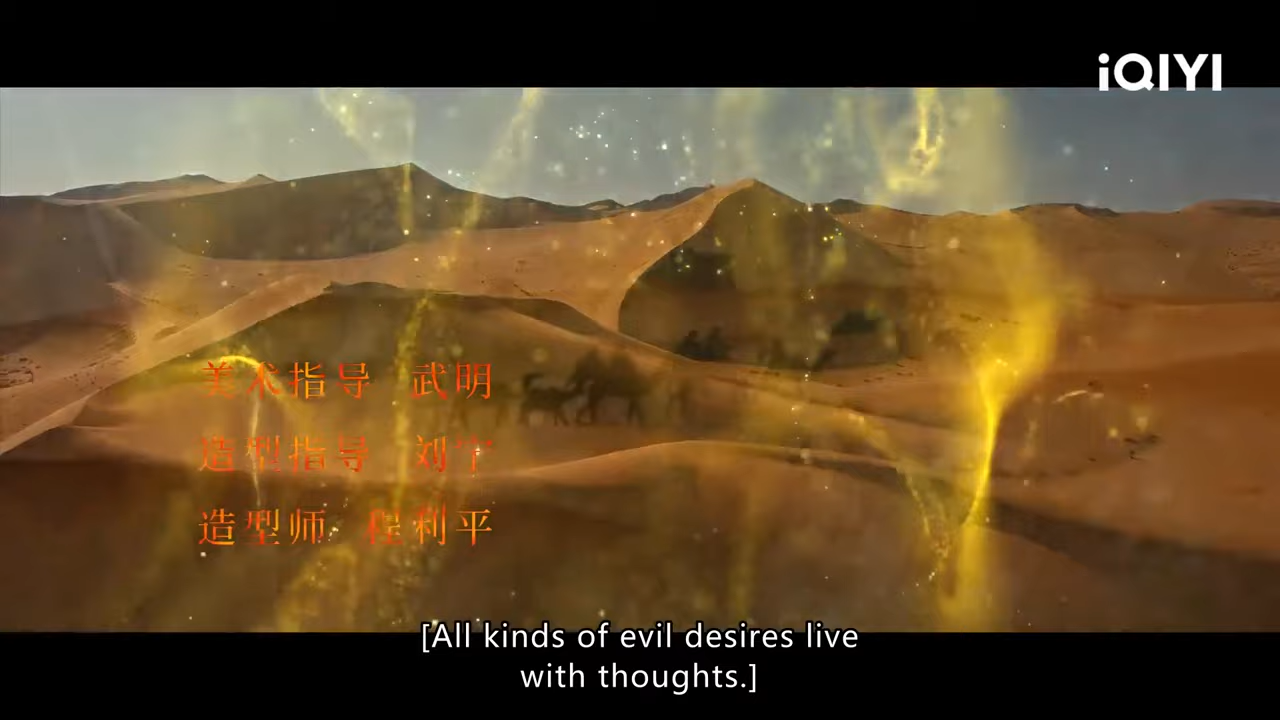 iQIYI
美术指导 武明
造型指导 刘宁
造型师 程利平
[All kinds of evil desires live
with thoughts.]